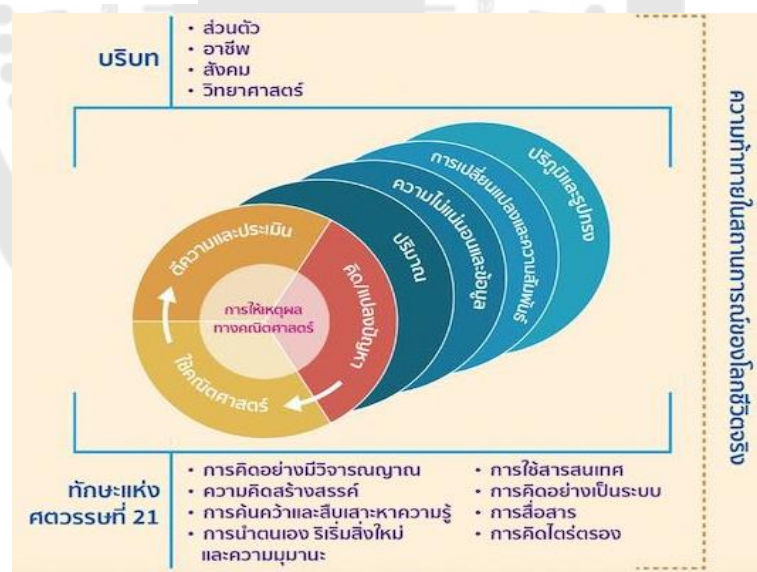 บริบท
• ส่วนตัว
• อาชีพ
• สังคม
• วิทยาศาสตร์
ปริภูมิและรูปทรง
การเปลี่ยนแปลงและความสัมพันธ์
ความไม่แน่นอนและข้อมูล
ปริมาณ
ตีความและประเมิน
คิด/แปลงปัญหา
ใช้คณิตศาสตร์
การให้เหตุผล
ทางคณิตศาสตร์
ความท้าทายในสถานการณ์ของโลกชีวิตจริง
ทักษะแห่ง
ศตวรรษที่ 21
• การคิดอย่างมีวิจารณญาณ
• ความคิดสร้างสรรค์
• การค้นคว้าและสืบเสาะหาความรู้
• การนำตนเอง ริเริ่มสิ่งใหม่
และความมุมานะ
• การใช้สารสนเทศ
• การคิดอย่างเป็นระบบ
• การสื่อสาร
• การคิดไตร่ตรอง